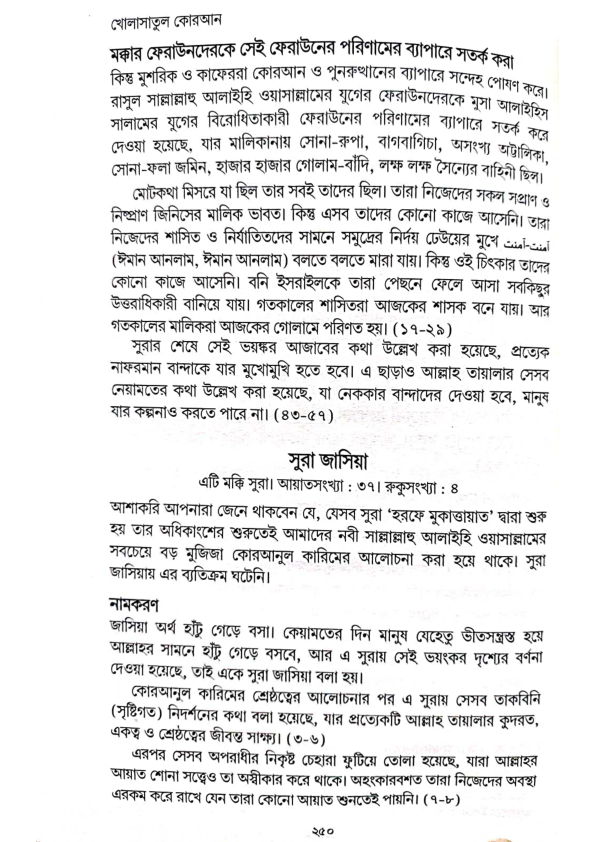 খোলাসাতুল কোরআন
মক্কার ফেরাউনদেরকে সেই ফেরাউনের পরিণামের ব্যাপারে সতর্ক করা
কিন্তু মুশরিক ও কাফেররা কোরআন ও পুনরুত্থানের ব্যাপারে সন্দেহ পোষণ করে।
রাসুল সাল্লাল্লাহু আলাইহি ওয়াসাল্লামের যুগের ফেরাউনদেরকে মুসা আলাইহিস
সালামের যুগের বিরোধিতাকারী ফেরাউনের পরিণামের ব্যাপারে সতর্ক করে
দেওয়া হয়েছে, যার মালিকানায় সোনা-রুপা, বাগবাগিচা, অসংখ্য অট্টালিকা,
সোনা-ফলা জমিন, হাজার হাজার গোলাম-বাঁদি, লক্ষ লক্ষ সৈন্যের বাহিনী ছিল।
মোটকথা মিসরে যা ছিল তার সবই তাদের ছিল। তারা নিজেদের সকল সপ্রাণ ও
নিষ্প্রাণ জিনিসের মালিক ভাবত। কিন্তু এসব তাদের কোনো কাজে আসেনি। তারা
নিজেদের শাসিত ও নির্যাতিতদের সামনে সমুদ্রের নির্দয় ঢেউয়ের মুখে آمنت-آمنت
(ঈমান আনলাম, ঈমান আনলাম) বলতে বলতে মারা যায়। কিন্তু ওই চিৎকার তাদের
কোনো কাজে আসেনি। বনি ইসরাইলকে তারা পেছনে ফেলে আসা সবকিছুর
উত্তরাধিকারী বানিয়ে যায়। গতকালের শাসিতরা আজকের শাসক বনে যায়। আর
গতকালের মালিকরা আজকের গোলামে পরিণত হয়। (১৭-২৯)
সুরার শেষে সেই ভয়ঙ্কর আজাবের কথা উল্লেখ করা হয়েছে, প্রত্যেক
নাফরমান বান্দাকে যার মুখোমুখি হতে হবে। এ ছাড়াও আল্লাহ তায়ালার সেসব
নেয়ামতের কথা উল্লেখ করা হয়েছে, যা নেককার বান্দাদের দেওয়া হবে, মানুষ
যার কল্পনাও করতে পারে না। (৪৩-৫৭)
সুরা জাসিয়া
এটি মক্কি সুরা। আয়াতসংখ্যা : ৩৭। রুকুসংখ্যা : ৪
আশাকরি আপনারা জেনে থাকবেন যে, যেসব সুরা ‘হরফে মুকাত্তায়াত’ দ্বারা শুরু
হয় তার অধিকাংশের শুরুতেই আমাদের নবী সাল্লাল্লাহু আলাইহি ওয়াসাল্লামের
সবচেয়ে বড় মুজিজা কোরআনুল কারিমের আলোচনা করা হয়ে থাকে। সুরা
জাসিয়ায় এর ব্যতিক্রম ঘটেনি।
নামকরণ
জাসিয়া অর্থ হাঁটু গেড়ে বসা। কেয়ামতের দিন মানুষ যেহেতু ভীতসন্ত্রস্ত হয়ে
আল্লাহর সামনে হাঁটু গেড়ে বসবে, আর এ সুরায় সেই ভয়ংকর দৃশ্যের বর্ণনা
দেওয়া হয়েছে, তাই একে সুরা জাসিয়া বলা হয়।
কোরআনুল কারিমের শ্রেষ্ঠত্বের আলোচনার পর এ সুরায় সেসব তাকবিনি
(সৃষ্টিগত) নিদর্শনের কথা বলা হয়েছে, যার প্রত্যেকটি আল্লাহ তায়ালার কুদরত,
একত্ব ও শ্রেষ্ঠত্বের জীবন্ত সাক্ষ্য। (৩-৬)
এরপর সেসব অপরাধীর নিকৃষ্ট চেহারা ফুটিয়ে তোলা হয়েছে, যারা আল্লাহর
আয়াত শোনা সত্ত্বেও তা অস্বীকার করে থাকে। অহংকারবশত তারা নিজেদের অবস্থা
এরকম করে রাখে যেন তারা কোনো আয়াত শুনতেই পায়নি। (৭-৮)
২৫০